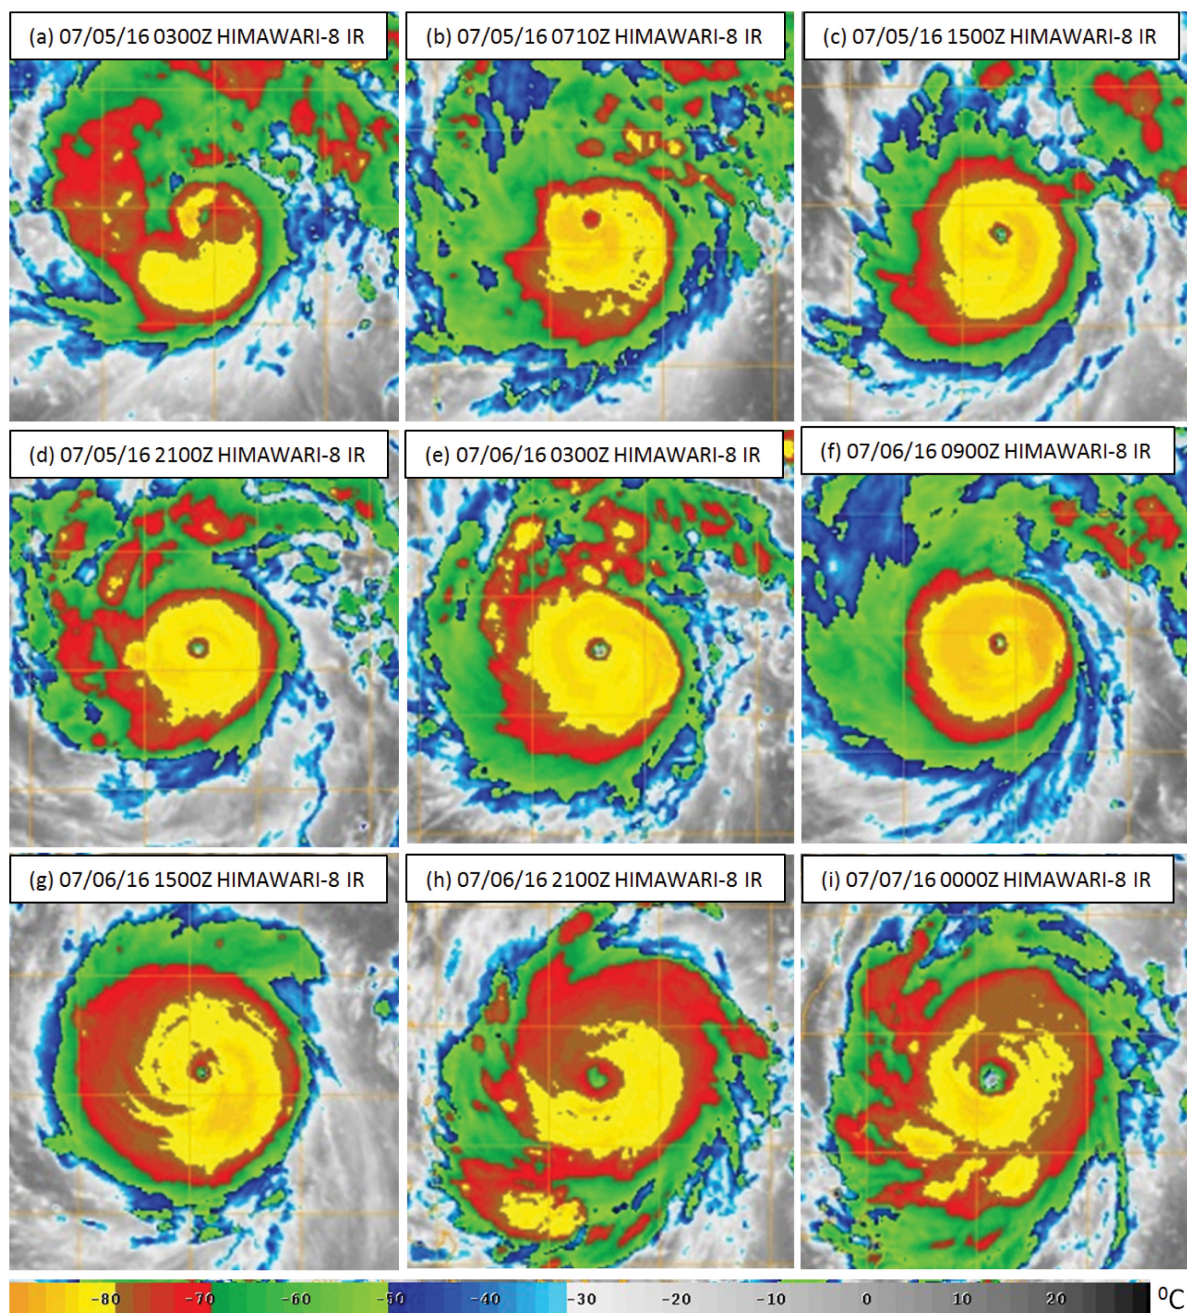 (a) 07/05/16 0300Z HIMAWARI-8 IR
(b) 07/05/16 0710Z HIMAWARI-8 IR
(c) 07/05/16 1500Z HIMAWARI-8 IR
(d) 07/05/16 2100Z HIMAWARI-8 IR
(e) 07/06/16 0300Z HIMAWARI-8 IR
(f) 07/06/16 0900Z HIMAWARI-8 IR
(g) 07/06/16 1500Z HIMAWARI-8 IR
(h) 07/06/16 2100Z HIMAWARI-8 IR
(i) 07/07/16 0000Z HIMAWARI-8 IR
-80 -70 -60 -50 -40 -30 -20 -10 0 10 20 ⁰C